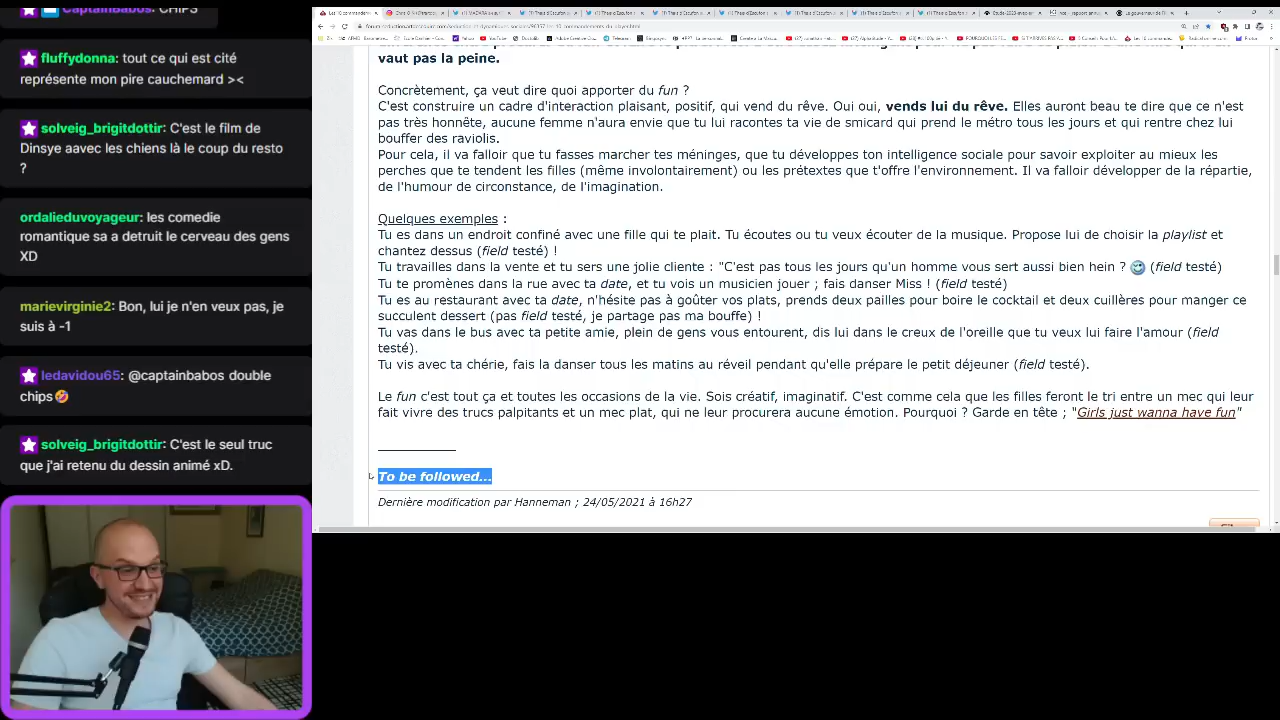 captainbabos: CHIPS
fluffydonna: tout ce qui est cité
représente mon pire cauchemard ><
solveig_brigitdottir: C'est le film de
Dinsye aavec les chiens là le coup du resto
?
ordalieduvoyageur: les comedie
romantique sa a detruit le cerveau des gens
XD
marievirginie2: Bon, lui je n'en veux pas, je
suis à -1
ledavidou65: @captainbabos double
chips🤣
solveig_brigitdottir: C'est le seul truc
que j'ai retenu du dessin animé xD.
vaut pas la peine.
Concrètement, ça veut dire quoi apporter du fun ?
C'est construire un cadre d'interaction plaisant, positif, qui vend du rêve. Oui oui, vends lui du rêve. Elles auront beau te dire que ce n'est
pas très honnête, aucune femme n'aura envie que tu lui racontes ta vie de smicard qui prend le métro tous les jours et qui rentre chez lui
bouffer des raviolis.
Pour cela, il va falloir que tu fasses marcher tes méninges, que tu développes ton intelligence sociale pour savoir exploiter au mieux les
perches que te tendent les filles (même involontairement) ou les prétextes que t'offre l'environnement. Il va falloir développer de la répartie,
de l'humour de circonstance, de l'imagination.
Quelques exemples :
Tu es dans un endroit confiné avec une fille qui te plait. Tu écoutes ou tu veux écouter de la musique. Propose lui de choisir la playlist et
chantez dessus (field testé) !
Tu travailles dans la vente et tu sers une jolie cliente : "C'est pas tous les jours qu'un homme vous sert aussi bien hein ? (field testé)
Tu te promènes dans la rue avec ta date, et tu vois un musicien jouer ; fais danser Miss ! (field testé)
Tu es au restaurant avec ta date, n'hésite pas à goûter vos plats, prends deux pailles pour boire le cocktail et deux cuillères pour manger ce
succulent dessert (pas field testé, je partage pas ma bouffe) !
Tu vas dans le bus avec ta petite amie, plein de gens vous entourent, dis lui dans le creux de l'oreille que tu veux lui faire l'amour (field
testé).
Tu vis avec ta chérie, fais la danser tous les matins au réveil pendant qu'elle prépare le petit déjeuner (field testé).
Le fun c'est tout ça et toutes les occasions de la vie. Sois créatif, imaginatif. C'est comme cela que les filles feront le tri entre un mec qui leur
fait vivre des trucs palpitants et un mec plat, qui ne leur procurera aucune émotion. Pourquoi ? Garde en tête ; "Girls just wanna have fun"
To be followed...
Dernière modification par Hanneman ; 24/05/2021 à 16h27